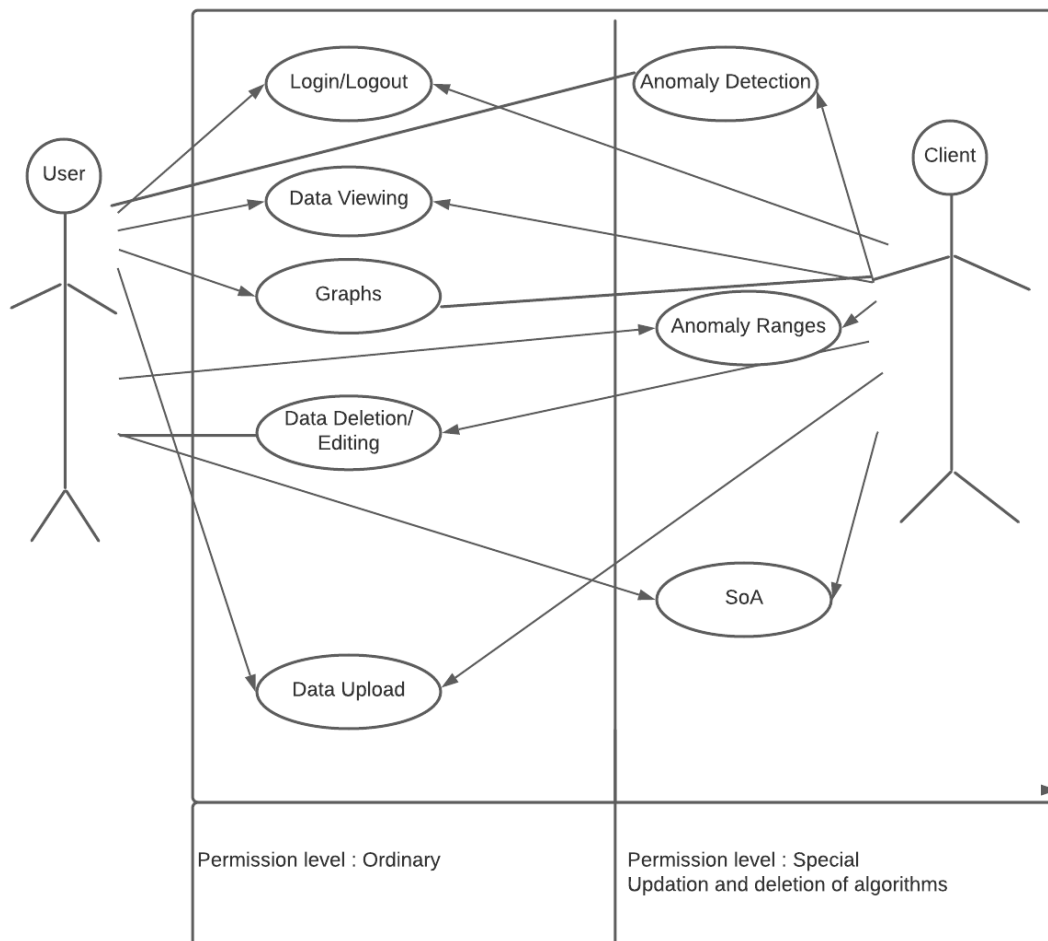 Login/Logout
Anomaly Detection
User
Client
Data Viewing
Graphs
Anomaly Ranges
Data Deletion/
Editing
SoA
Data Upload
Permission level : Ordinary
Permission level : Special
Updation and deletion of algorithms